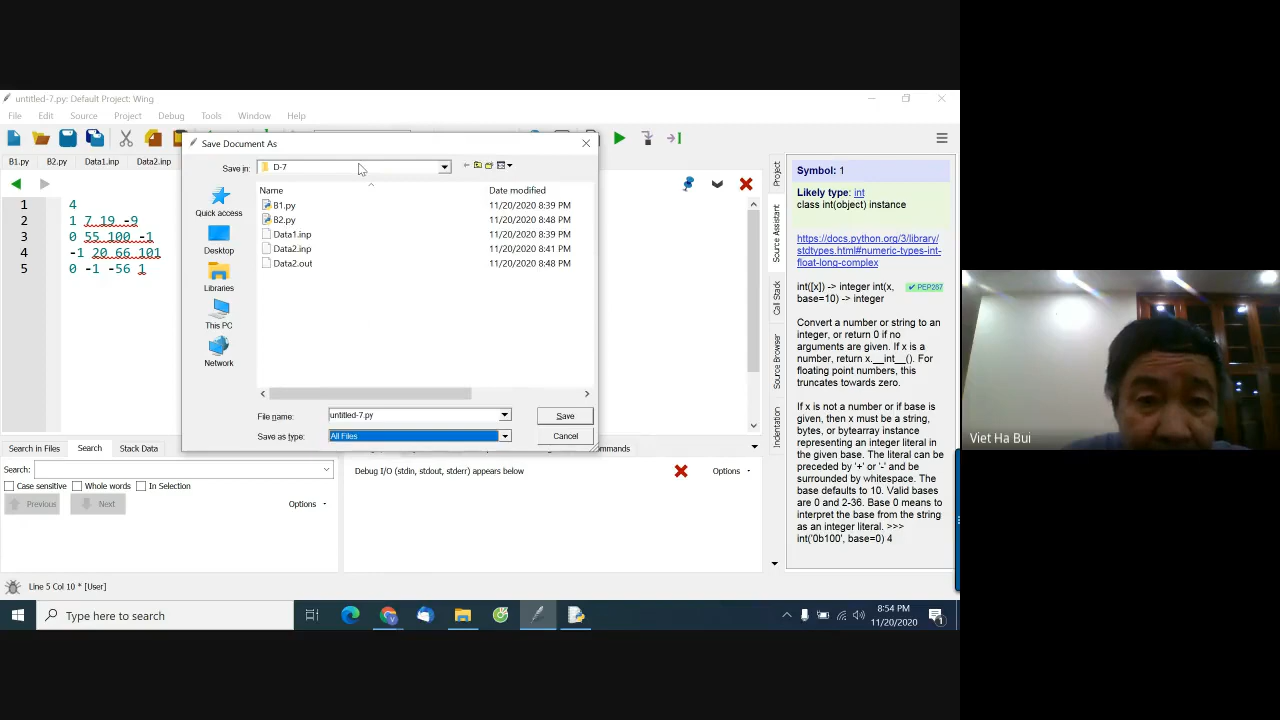 untitled-7.py: Default Project: Wing
File Edit Source Project Debug Tools Window Help
B1.py B2.py Data1.inp Data2.inp
1 4
2 1 7 19 -9
3 0 55 100 -1
4 -1 20 66 101
5 0 -1 -56 1
Save Document As
Save in: D-7
Name Date modified
B1.py 11/20/2020 8:39 PM
B2.py 11/20/2020 8:48 PM
Data1.inp 11/20/2020 8:39 PM
Data2.inp 11/20/2020 8:41 PM
Data2.out 11/20/2020 8:48 PM
Quick access
Desktop
Libraries
This PC
Network
File name: untitled-7.py Save
Save as type: All Files Cancel
Project
Source Assistant
Call Stack
Source Browser
Indentation
Symbol: 1
Likely type: int
class int(object) instance
https://docs.python.org/3/library/
stdtypes.html#numeric-types-int-
float-long-complex
int([x]) -> integer int(x, ✔ PEP287
base=10) -> integer
Convert a number or string to an
integer, or return 0 if no
arguments are given. If x is a
number, return x.__int__(). For
floating point numbers, this
truncates towards zero.
If x is not a number or if base is
given, then x must be a string,
bytes, or bytearray instance
representing an integer literal in
the given base. The literal can be
preceded by '+' or '-' and be
surrounded by whitespace. The
base defaults to 10. Valid bases
are 0 and 2-36. Base 0 means to
interpret the base from the string
as an integer literal. >>>
int('0b100', base=0) 4
Search in Files Search Stack Data
Search:
Case sensitive Whole words In Selection
Previous Next Options
Debug I/O (stdin, stdout, stderr) appears below Options
Line 5 Col 10 * [User]
Type here to search
8:54 PM
11/20/2020
1
Viet Ha Bui